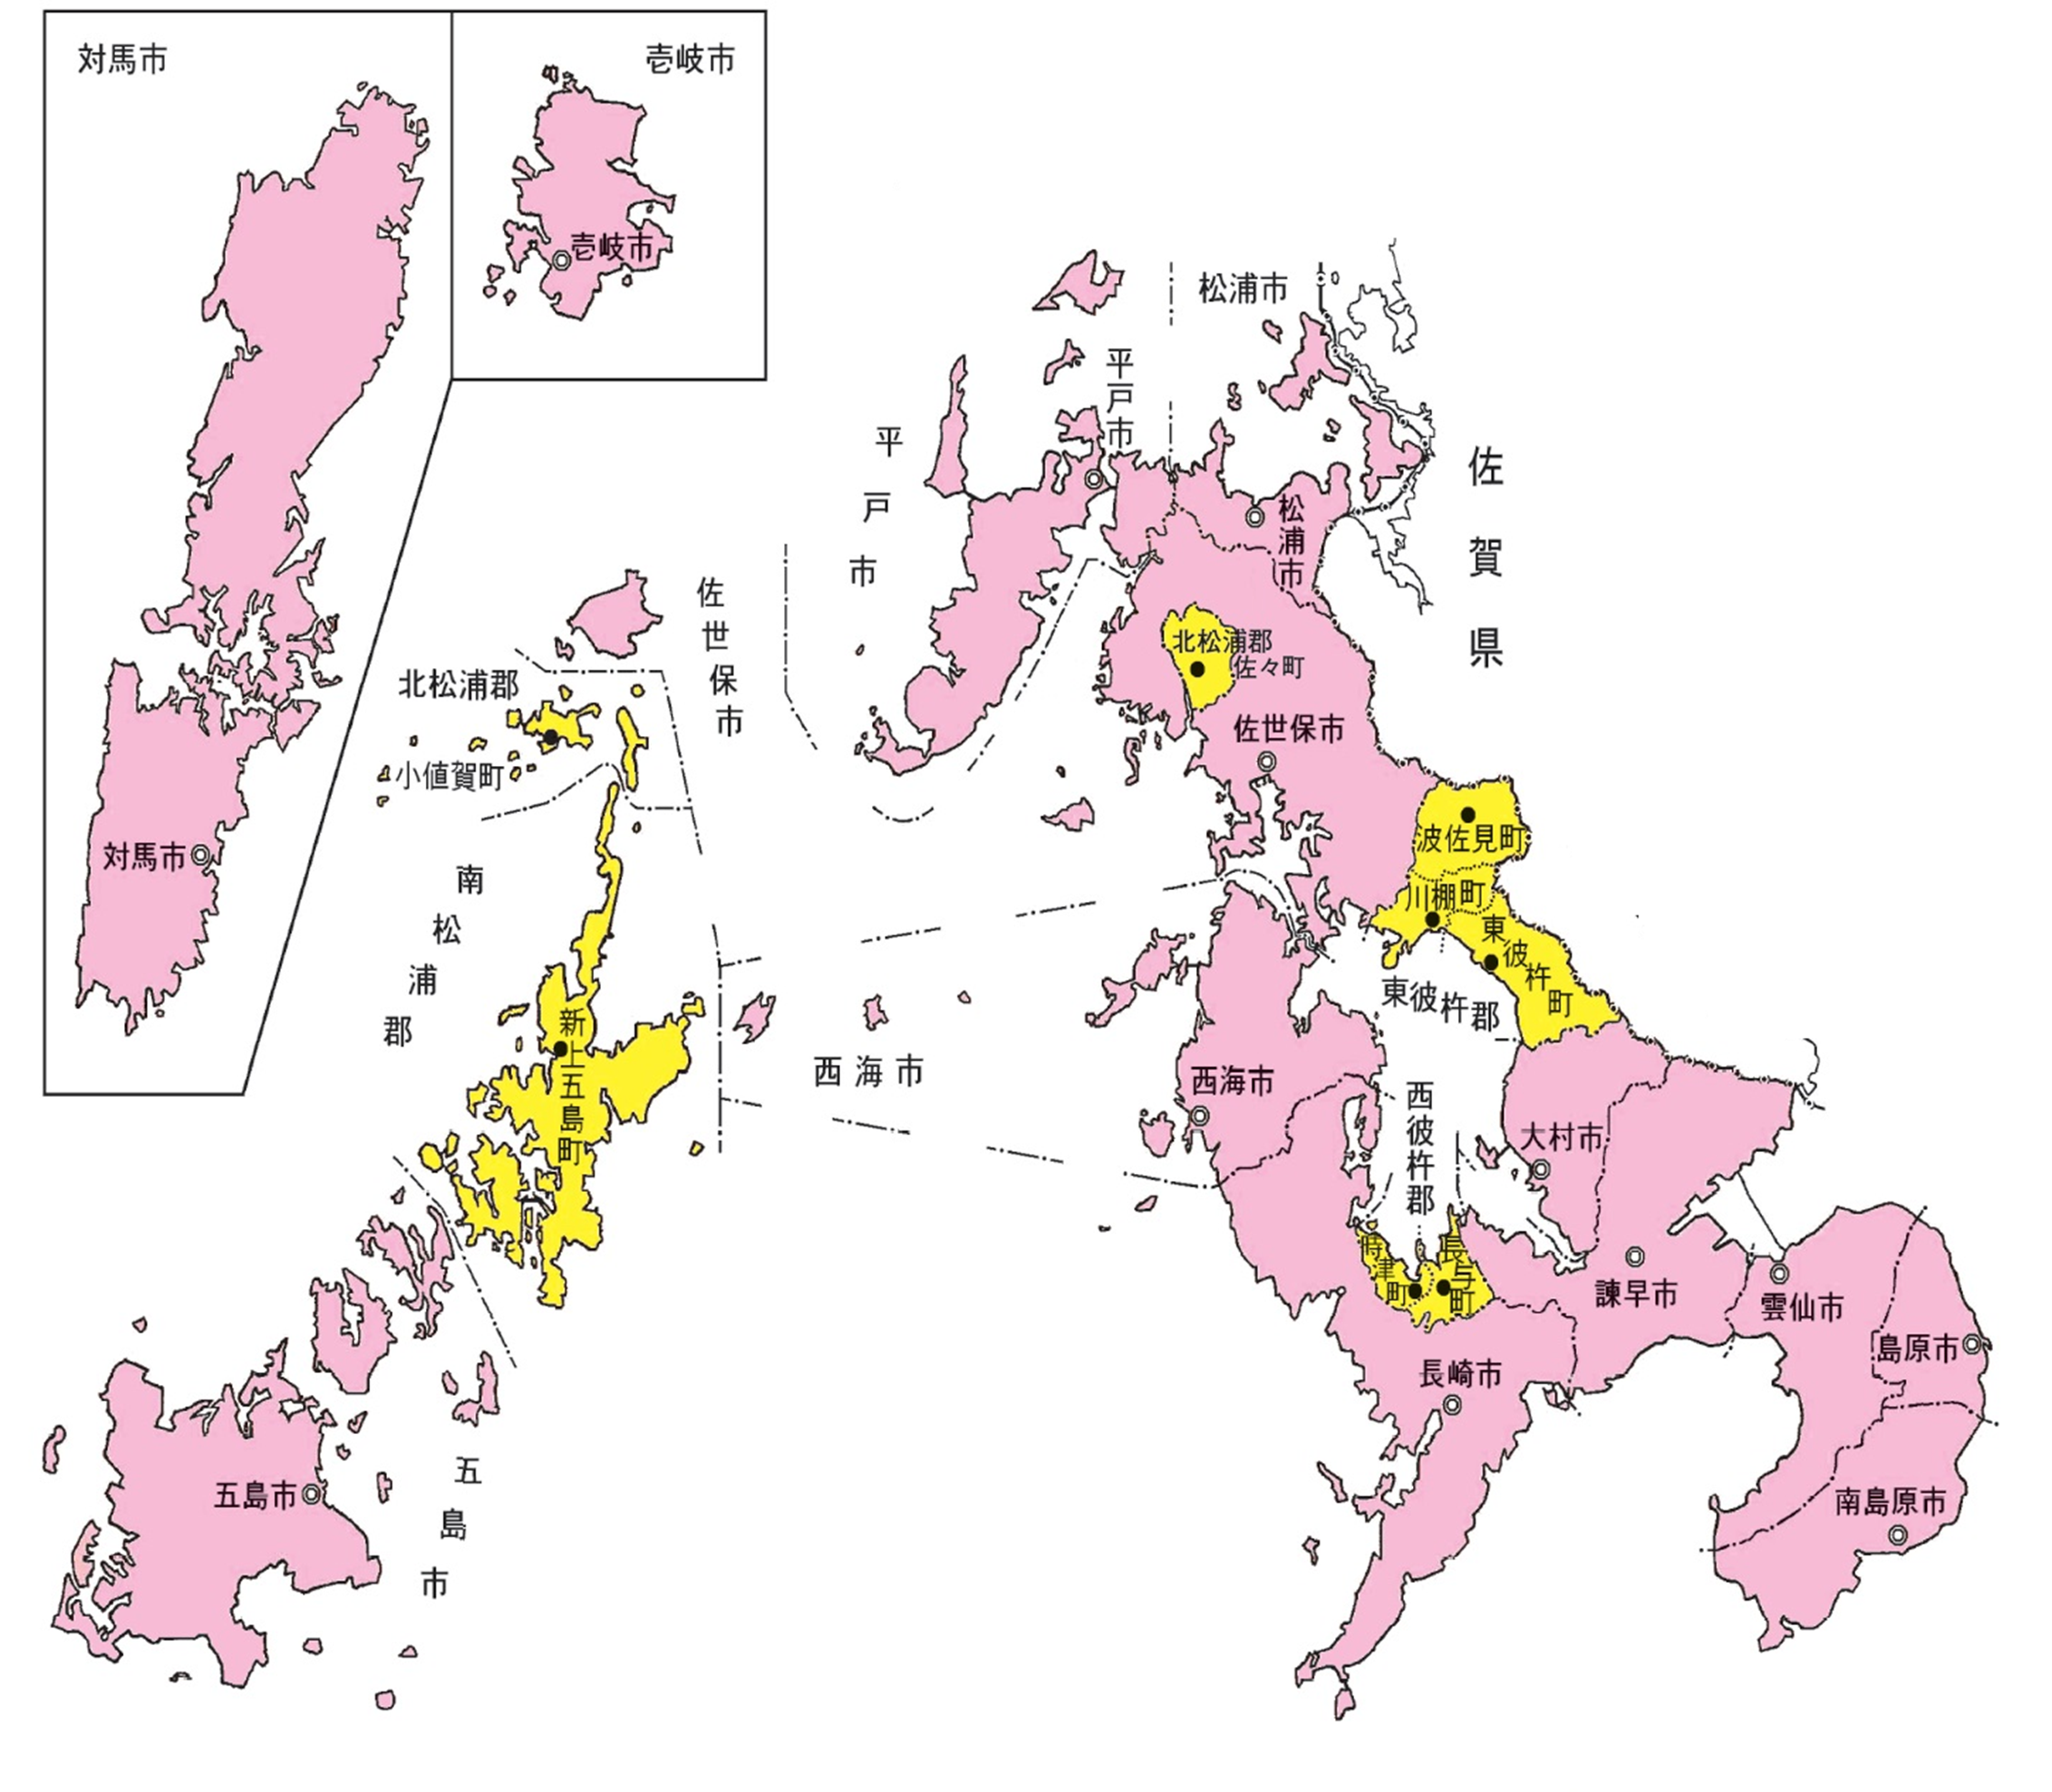 対馬市
壱岐市
壱岐市
対馬市
松浦市
平戸市
平戸市
佐賀県
松浦市
佐世保市
北松浦郡
佐々町
北松浦郡
小値賀町
佐世保市
波佐見町
川棚町
東彼杵町
東彼杵郡
南松浦郡
新上五島町
西海市
西海市
西彼杵郡
大村市
時津町
長与町
諫早市
雲仙市
島原市
長崎市
南島原市
五島市
五島市